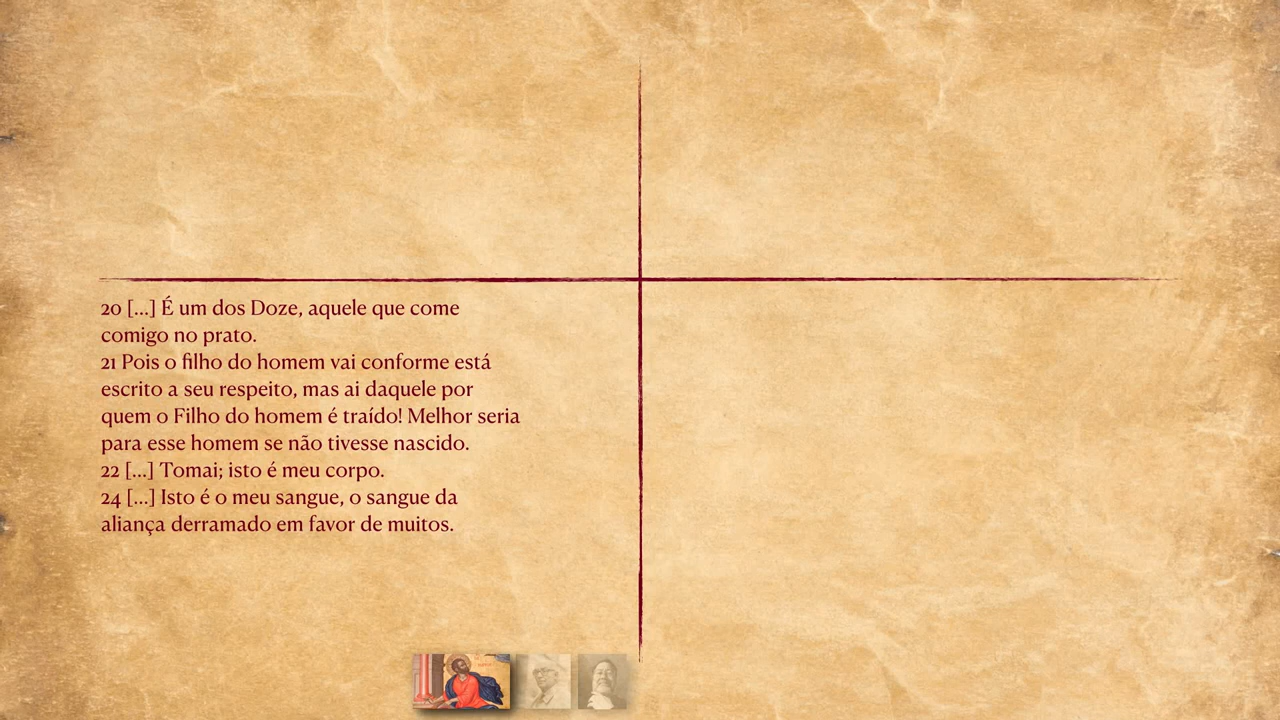 20 [...] É um dos Doze, aquele que come
comigo no prato.
21 Pois o filho do homem vai conforme está
escrito a seu respeito, mas ai daquele por
quem o Filho do homem é traído! Melhor seria
para esse homem se não tivesse nascido.
22 [...] Tomai; isto é meu corpo.
24 [...] Isto é o meu sangue, o sangue da
aliança derramado em favor de muitos.